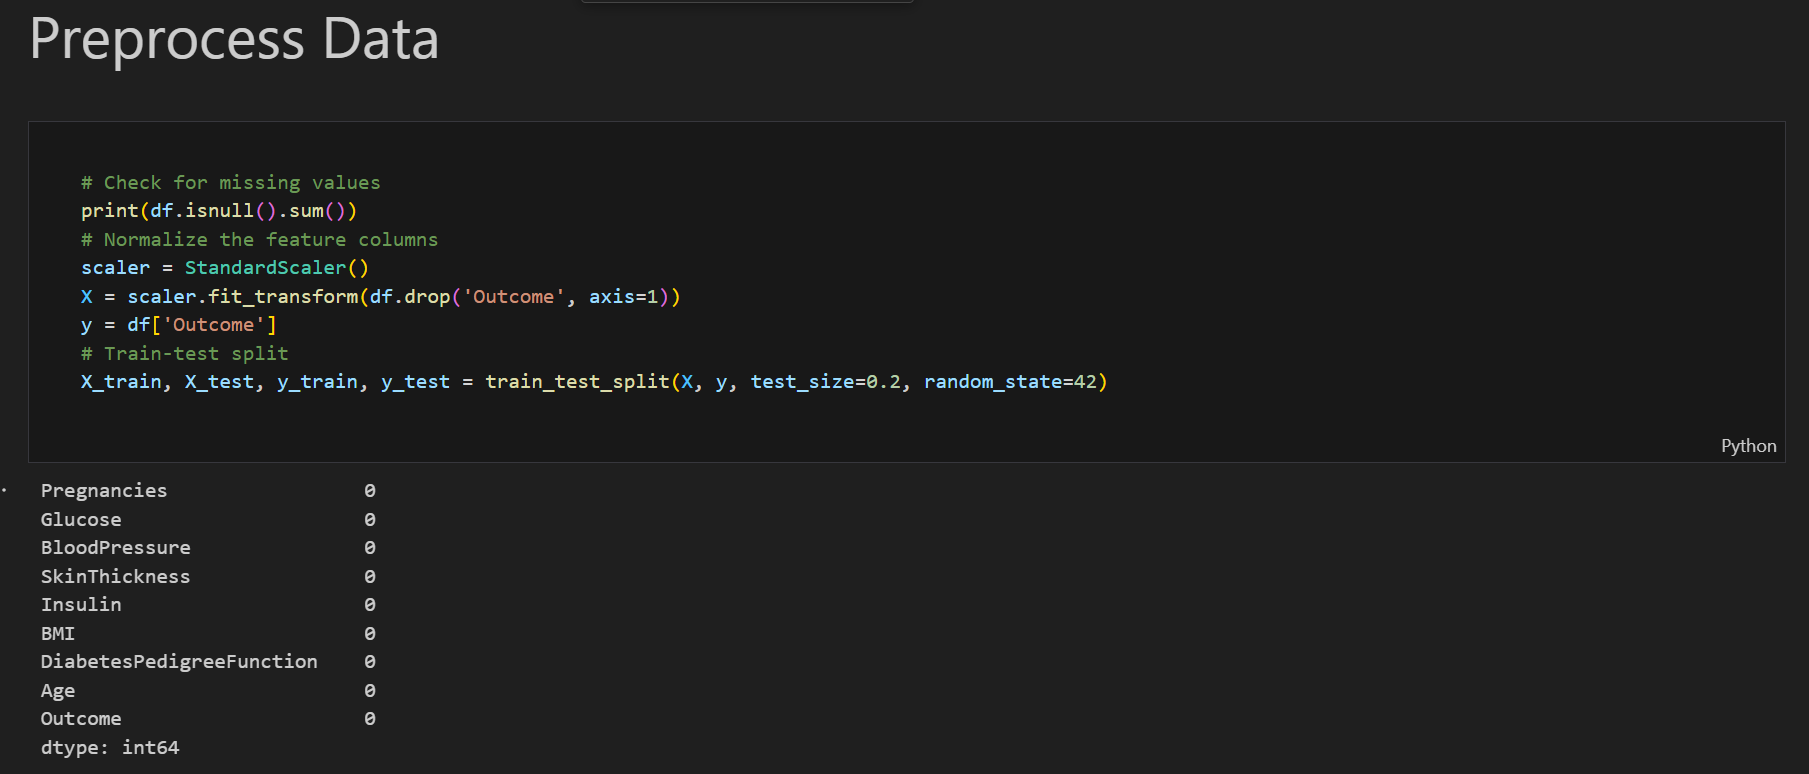 Preprocess Data
# Check for missing values
print(df.isnull().sum())
# Normalize the feature columns
scaler = StandardScaler()
X = scaler.fit_transform(df.drop('Outcome', axis=1))
y = df['Outcome']
# Train-test split
X_train, X_test, y_train, y_test = train_test_split(X, y, test_size=0.2, random_state=42)
Python
Pregnancies 0
Glucose 0
BloodPressure 0
SkinThickness 0
Insulin 0
BMI 0
DiabetesPedigreeFunction 0
Age 0
Outcome 0
dtype: int64